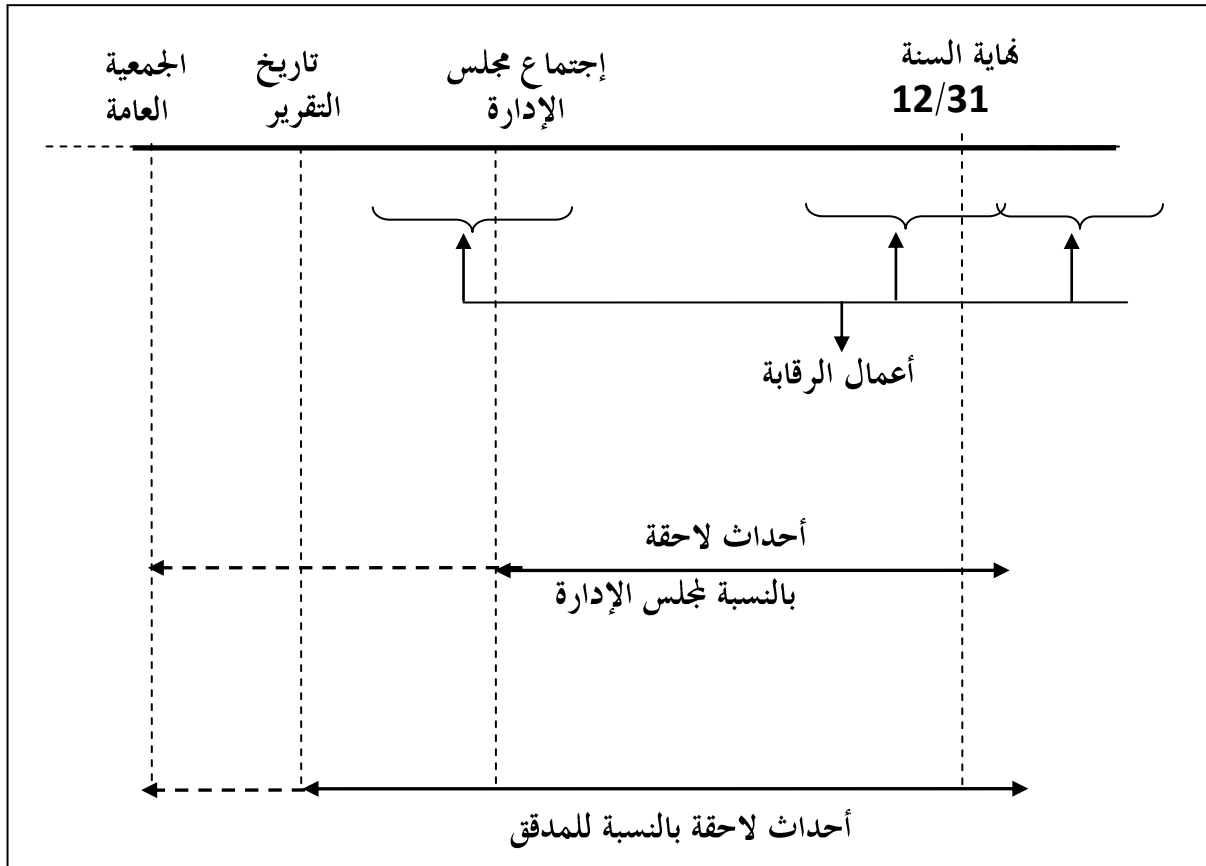 نهاية السنة
12/31
إجتماع مجلس
الإدارة
تاريخ
التقرير
الجمعية
العامة
أعمال الرقابة
أحداث لاحقة
بالنسبة لمجلس الإدارة
أحداث لاحقة بالنسبة للمدقق